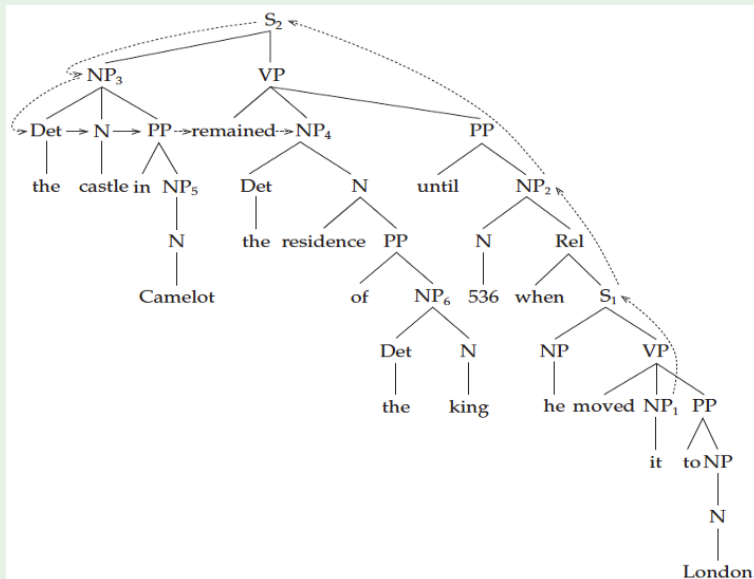 S₂
NP₃ VP
Det N PP remained NP₄ PP
the castle in NP₅ Det N until NP₂
N the residence PP N Rel
Camelot of NP₆ 536 when S₁
Det N NP VP
the king he moved NP₁ PP
it to NP
N
London